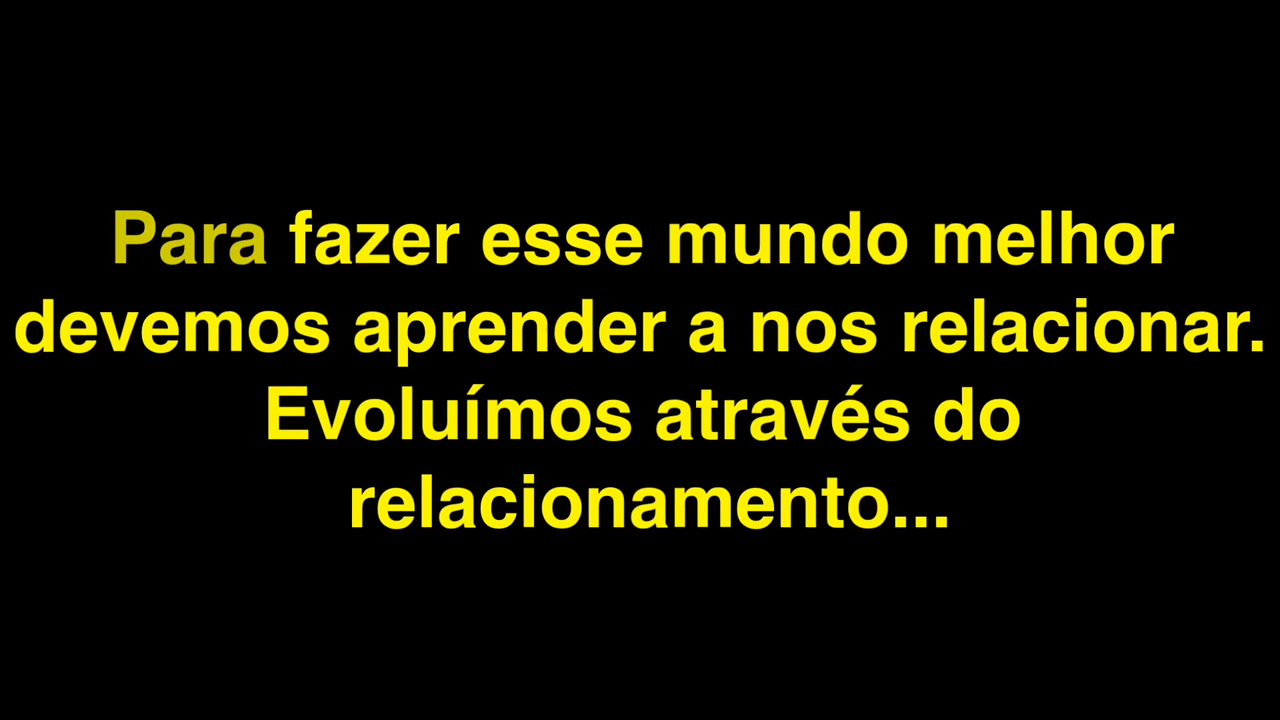 Para fazer esse mundo melhor
devemos aprender a nos relacionar.
Evoluímos através do
relacionamento...